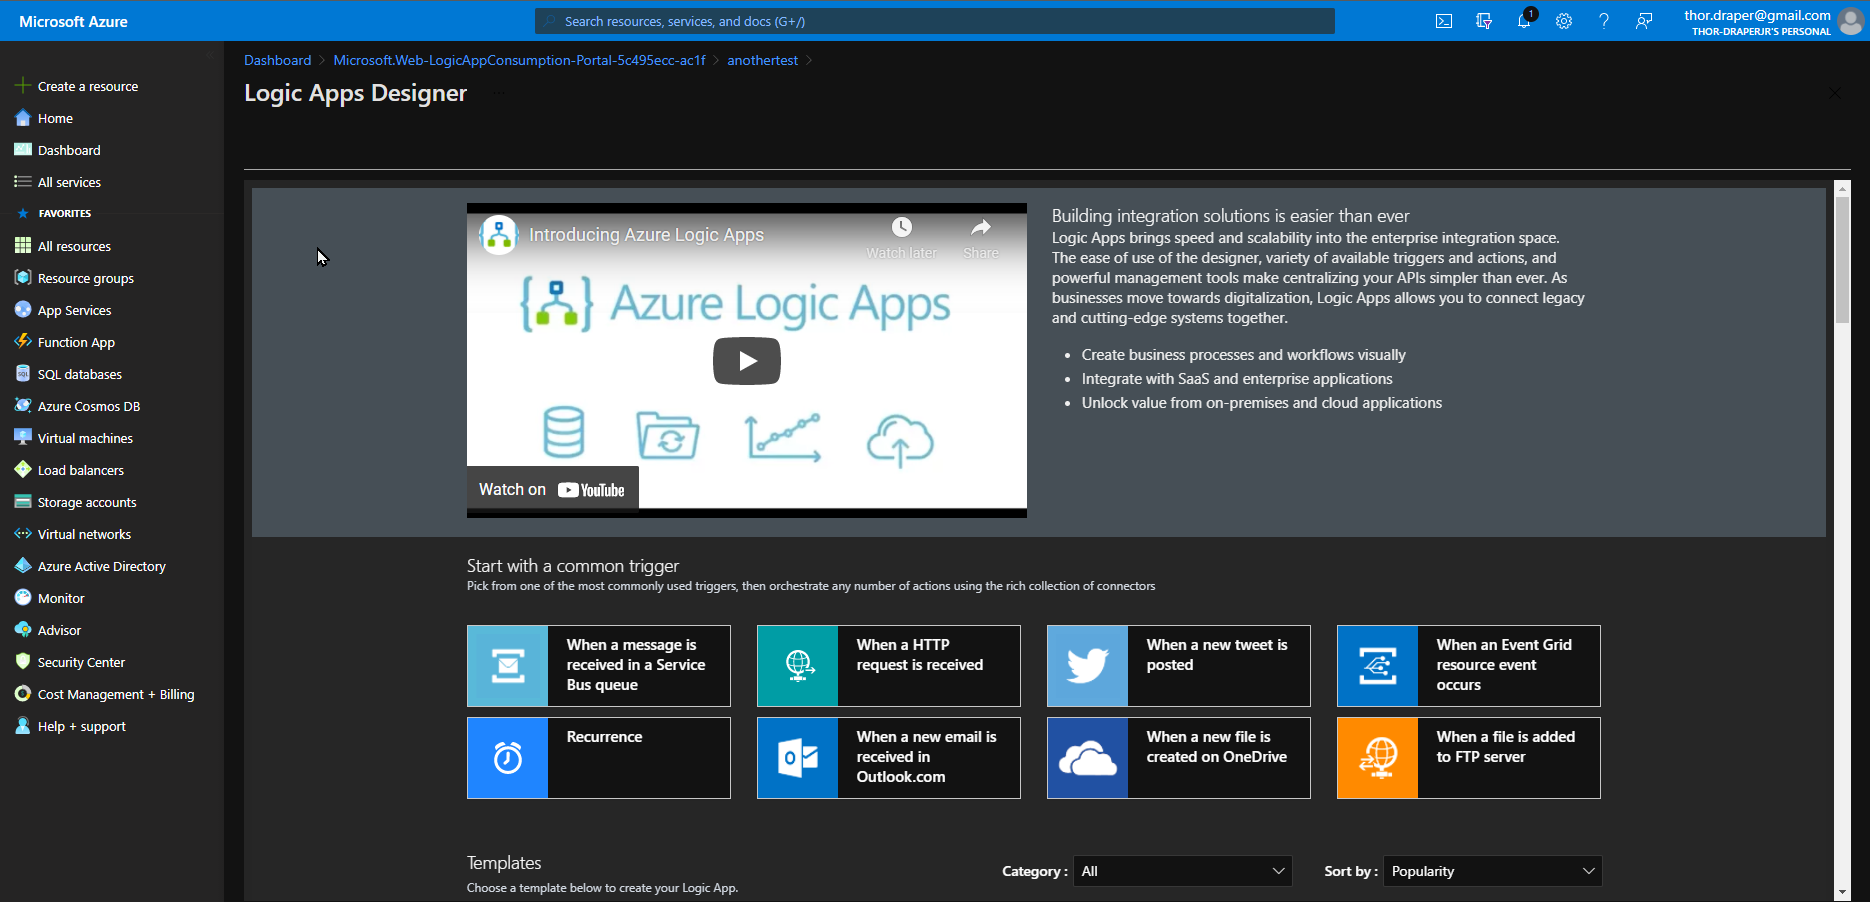 Microsoft Azure
Search resources, services, and docs (G+/)
1
thor.draper@gmail.com
THOR-DRAPERJR'S PERSONAL
Create a resource
Home
Dashboard
All services
FAVORITES
All resources
Resource groups
App Services
Function App
SQL databases
Azure Cosmos DB
Virtual machines
Load balancers
Storage accounts
Virtual networks
Azure Active Directory
Monitor
Advisor
Security Center
Cost Management + Billing
Help + support
Dashboard > Microsoft.Web-LogicAppConsumption-Portal-5c495ecc-ac1f > anothertest >
Logic Apps Designer
Introducing Azure Logic Apps
Watch later
Share
Azure Logic Apps
Watch on YouTube
Building integration solutions is easier than ever
Logic Apps brings speed and scalability into the enterprise integration space.
The ease of use of the designer, variety of available triggers and actions, and
powerful management tools make centralizing your APIs simpler than ever. As
businesses move towards digitalization, Logic Apps allows you to connect legacy
and cutting-edge systems together.
• Create business processes and workflows visually
• Integrate with SaaS and enterprise applications
• Unlock value from on-premises and cloud applications
Start with a common trigger
Pick from one of the most commonly used triggers, then orchestrate any number of actions using the rich collection of connectors
When a message is
received in a Service
Bus queue
When a HTTP
request is received
When a new tweet is
posted
When an Event Grid
resource event
occurs
Recurrence
When a new email is
received in
Outlook.com
When a new file is
created on OneDrive
When a file is added
to FTP server
Templates
Choose a template below to create your Logic App.
Category : All
Sort by : Popularity